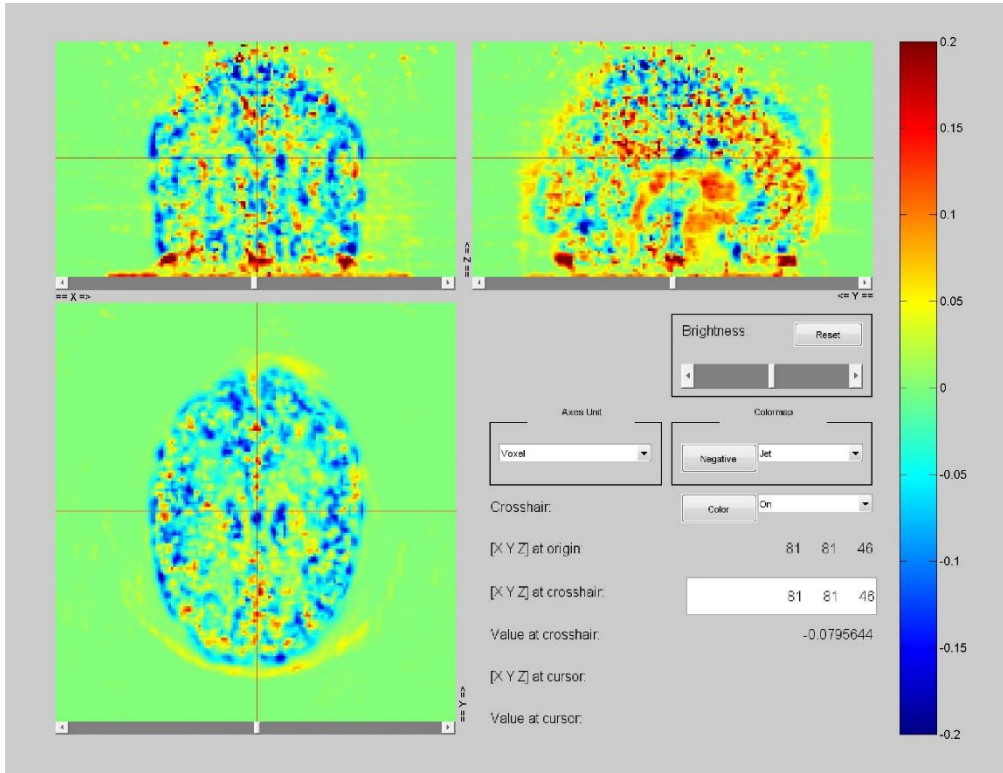 0.2
0.15
0.1
0.05
0
-0.05
-0.1
-0.15
-0.2
== Z =>
== X =>
<= Y ==
Brightness:
Reset
Axes Unit
Colormap
Voxel
Negative
Jet
Crosshair:
Color
On
[X Y Z] at origin:
81 81 46
[X Y Z] at crosshair:
81 81 46
Value at crosshair:
-0.0795644
[X Y Z] at cursor:
Value at cursor:
== Y =>